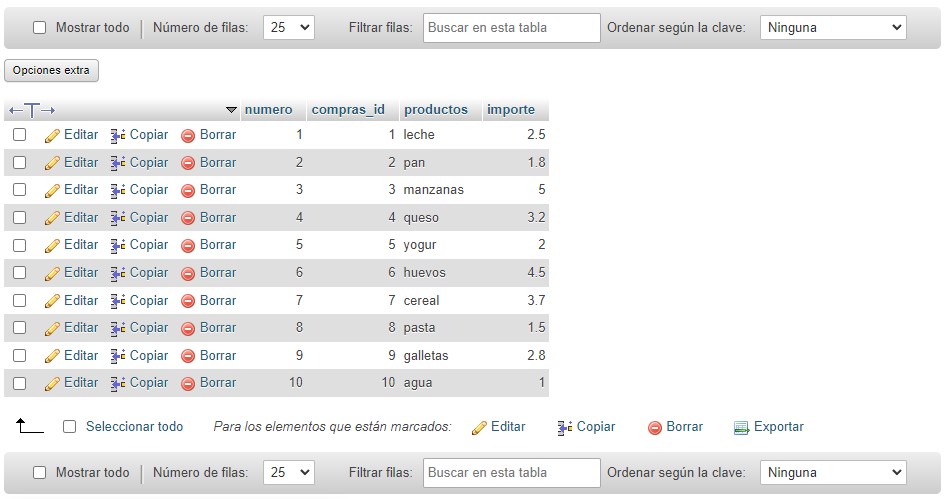 Mostrar todo | Número de filas: 25 Filtrar filas: Buscar en esta tabla Ordenar según la clave: Ninguna
Opciones extra
←T→ numero compras_id productos importe
Editar Copiar Borrar 1 1 leche 2.5
Editar Copiar Borrar 2 2 pan 1.8
Editar Copiar Borrar 3 3 manzanas 5
Editar Copiar Borrar 4 4 queso 3.2
Editar Copiar Borrar 5 5 yogur 2
Editar Copiar Borrar 6 6 huevos 4.5
Editar Copiar Borrar 7 7 cereal 3.7
Editar Copiar Borrar 8 8 pasta 1.5
Editar Copiar Borrar 9 9 galletas 2.8
Editar Copiar Borrar 10 10 agua 1
Seleccionar todo Para los elementos que están marcados: Editar Copiar Borrar Exportar
Mostrar todo | Número de filas: 25 Filtrar filas: Buscar en esta tabla Ordenar según la clave: Ninguna